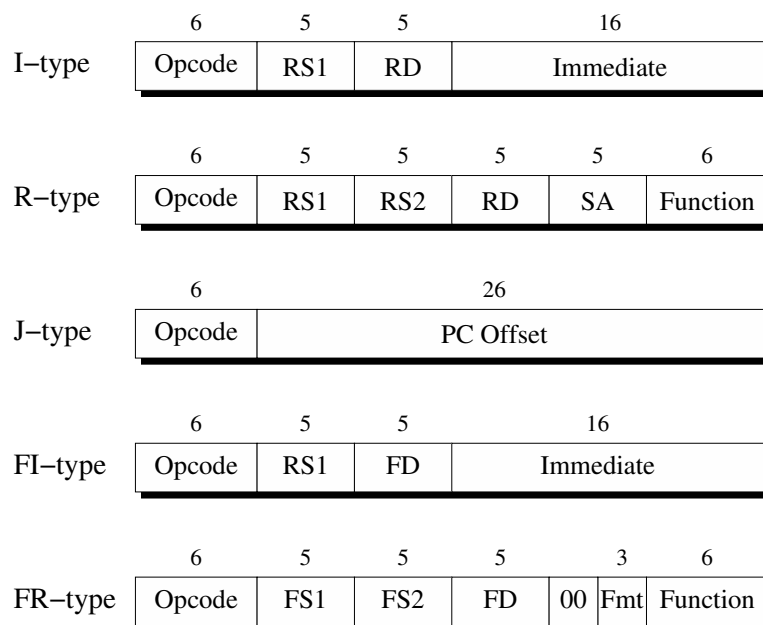 6 5 5 16
I−type Opcode RS1 RD Immediate
6 5 5 5 5 6
R−type Opcode RS1 RS2 RD SA Function
6 26
J−type Opcode PC Offset
6 5 5 16
FI−type Opcode RS1 FD Immediate
6 5 5 5 3 6
FR−type Opcode FS1 FS2 FD 00 Fmt Function